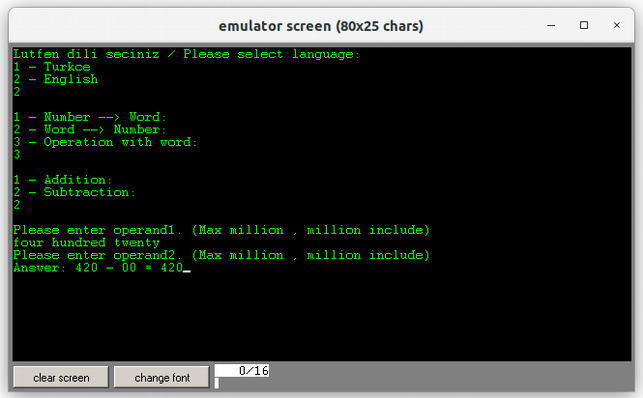 emulator screen (80x25 chars)
Lutfen dili seciniz / Please select language:
1 - Turkce
2 - English
2
1 - Number --> Word:
2 - Word --> Number:
3 - Operation with word:
3
1 - Addition:
2 - Subtraction:
2
Please enter operand1. (Max million , million include)
four hundred twenty
Please enter operand2. (Max million , million include)
Answer: 420 - 00 = 420_
clear screen
change font
0/16